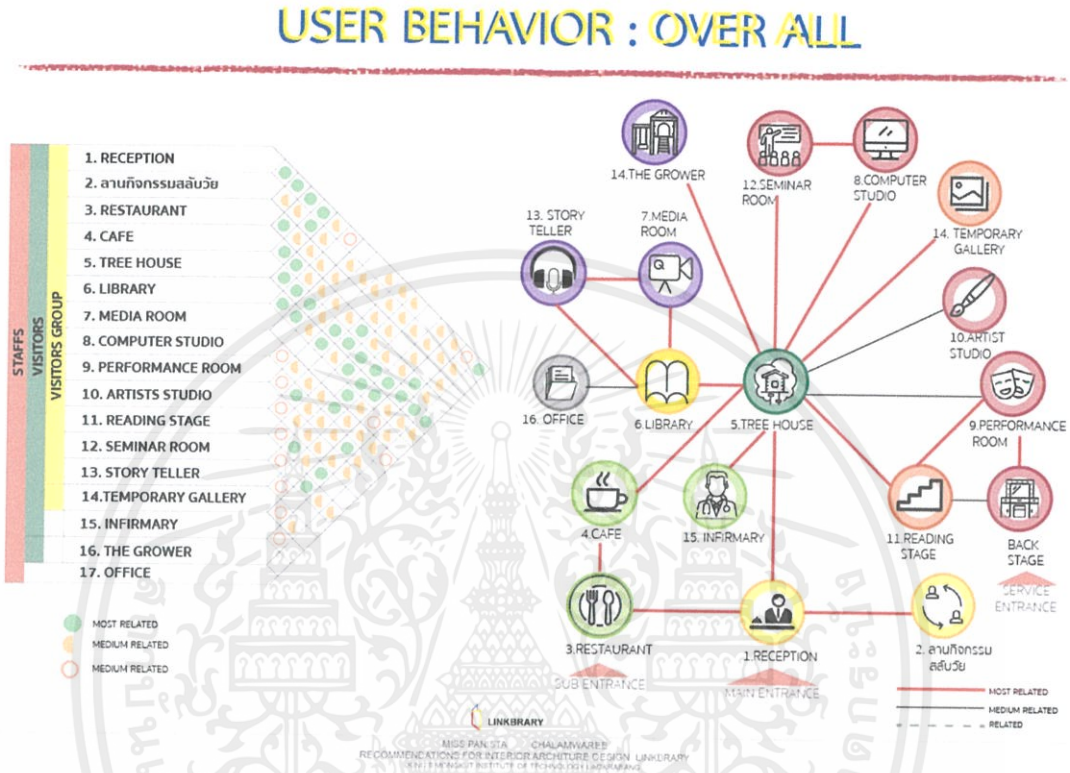 USER BEHAVIOR : OVER ALL
STAFFS
VISITORS
VISITORS GROUP
1. RECEPTION
2. ลานกิจกรรมสลับวัย
3. RESTAURANT
4. CAFE
5. TREE HOUSE
6. LIBRARY
7. MEDIA ROOM
8. COMPUTER STUDIO
9. PERFORMANCE ROOM
10. ARTISTS STUDIO
11. READING STAGE
12. SEMINAR ROOM
13. STORY TELLER
14.TEMPORARY GALLERY
15. INFIRMARY
16. THE GROWER
17. OFFICE
MOST RELATED
MEDIUM RELATED
MEDIUM RELATED
14.THE GROWER
12.SEMINAR
ROOM
8.COMPUTER
STUDIO
13. STORY
TELLER
7.MEDIA
ROOM
14. TEMPORARY
GALLERY
10.ARTIST
STUDIO
16. OFFICE
6.LIBRARY
5.TREE HOUSE
9.PERFORMANCE
ROOM
4.CAFE
15. INFIRMARY
11.READING
STAGE
BACK
STAGE
SERVICE
ENTRANCE
3.RESTAURANT
1.RECEPTION
2. ลานกิจกรรม
สลับวัย
SUB ENTRANCE
MAIN ENTRANCE
MOST RELATED
MEDIUM RELATED
RELATED
LINKBRARY
CHALAMWAREE
RECOMMENDATIONS FOR INTERIOR ARCHITURE DESIGN LINKBRARY